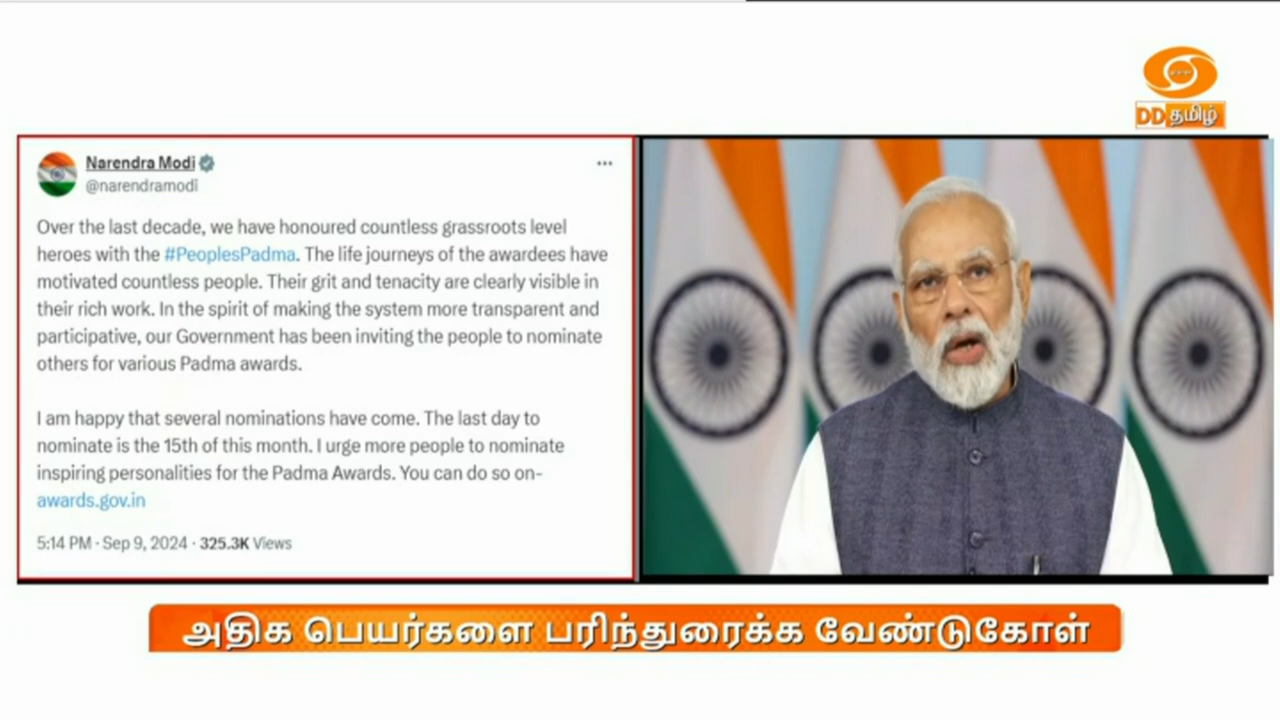 DD தமிழ்
Narendra Modi
@narendramodi
Over the last decade, we have honoured countless grassroots level
heroes with the #PeoplesPadma. The life journeys of the awardees have
motivated countless people. Their grit and tenacity are clearly visible in
their rich work. In the spirit of making the system more transparent and
participative, our Government has been inviting the people to nominate
others for various Padma awards.
I am happy that several nominations have come. The last day to
nominate is the 15th of this month. I urge more people to nominate
inspiring personalities for the Padma Awards. You can do so on-
awards.gov.in
5:14 PM · Sep 9, 2024 · 325.3K Views
அதிக பெயர்களை பரிந்துரைக்க வேண்டுகோள்